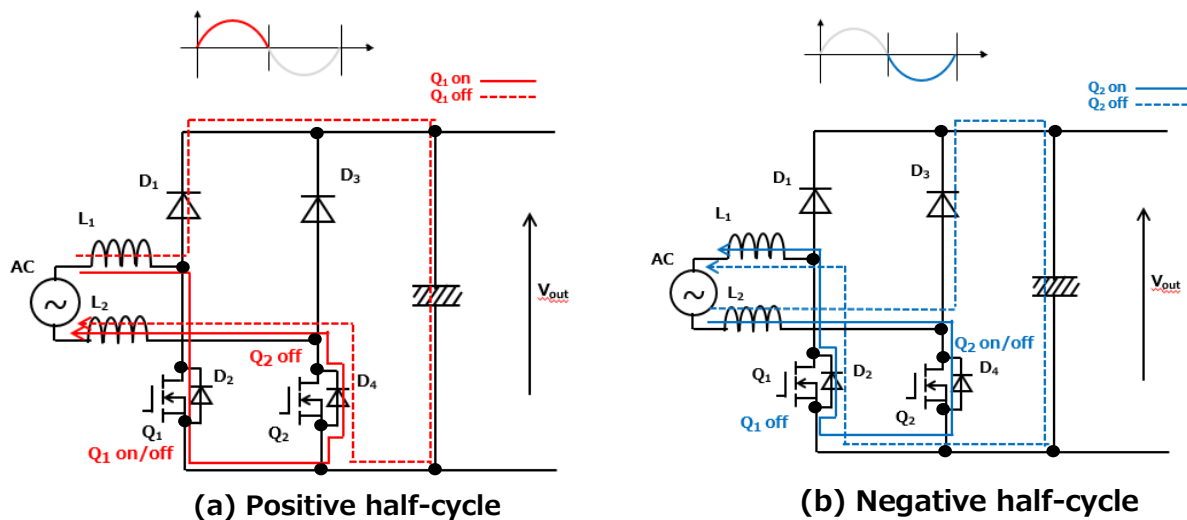 Q1 on
Q1 off
D1
D3
L1
AC
L2
Vout
Q2 off
D2
D4
Q1
Q2
Q1 on/off
(a) Positive half-cycle
Q2 on
Q2 off
D1
D3
L1
AC
L2
Vout
Q2 on/off
Q1
D2
D4
Q1 off
Q2
(b) Negative half-cycle